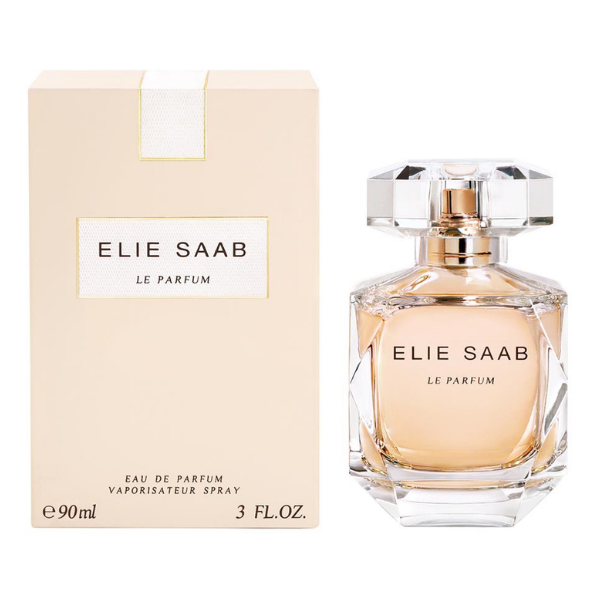 ELIE SAAB
LE PARFUM
EAU DE PARFUM
VAPORISATEUR SPRAY
℮90ml 3 FL.OZ.
ELIE SAAB
LE PARFUM